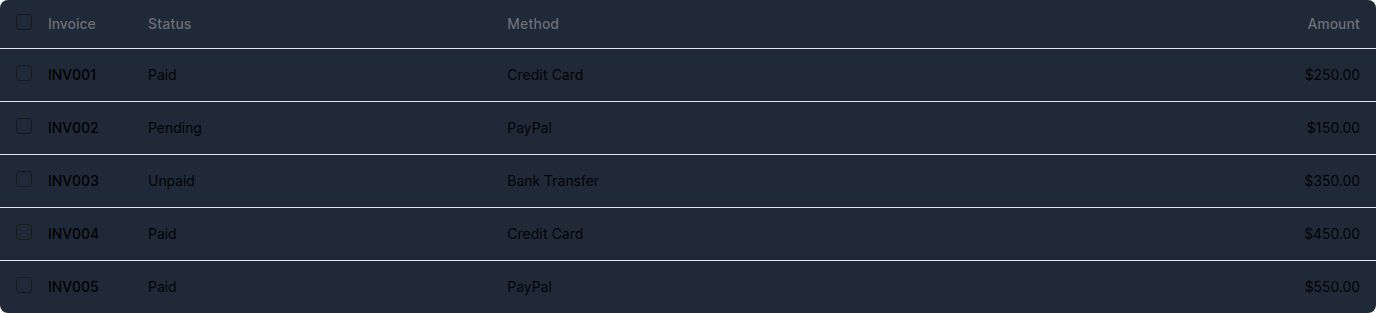 Invoice Status Method Amount
INV001 Paid Credit Card $250.00
INV002 Pending PayPal $150.00
INV003 Unpaid Bank Transfer $350.00
INV004 Paid Credit Card $450.00
INV005 Paid PayPal $550.00